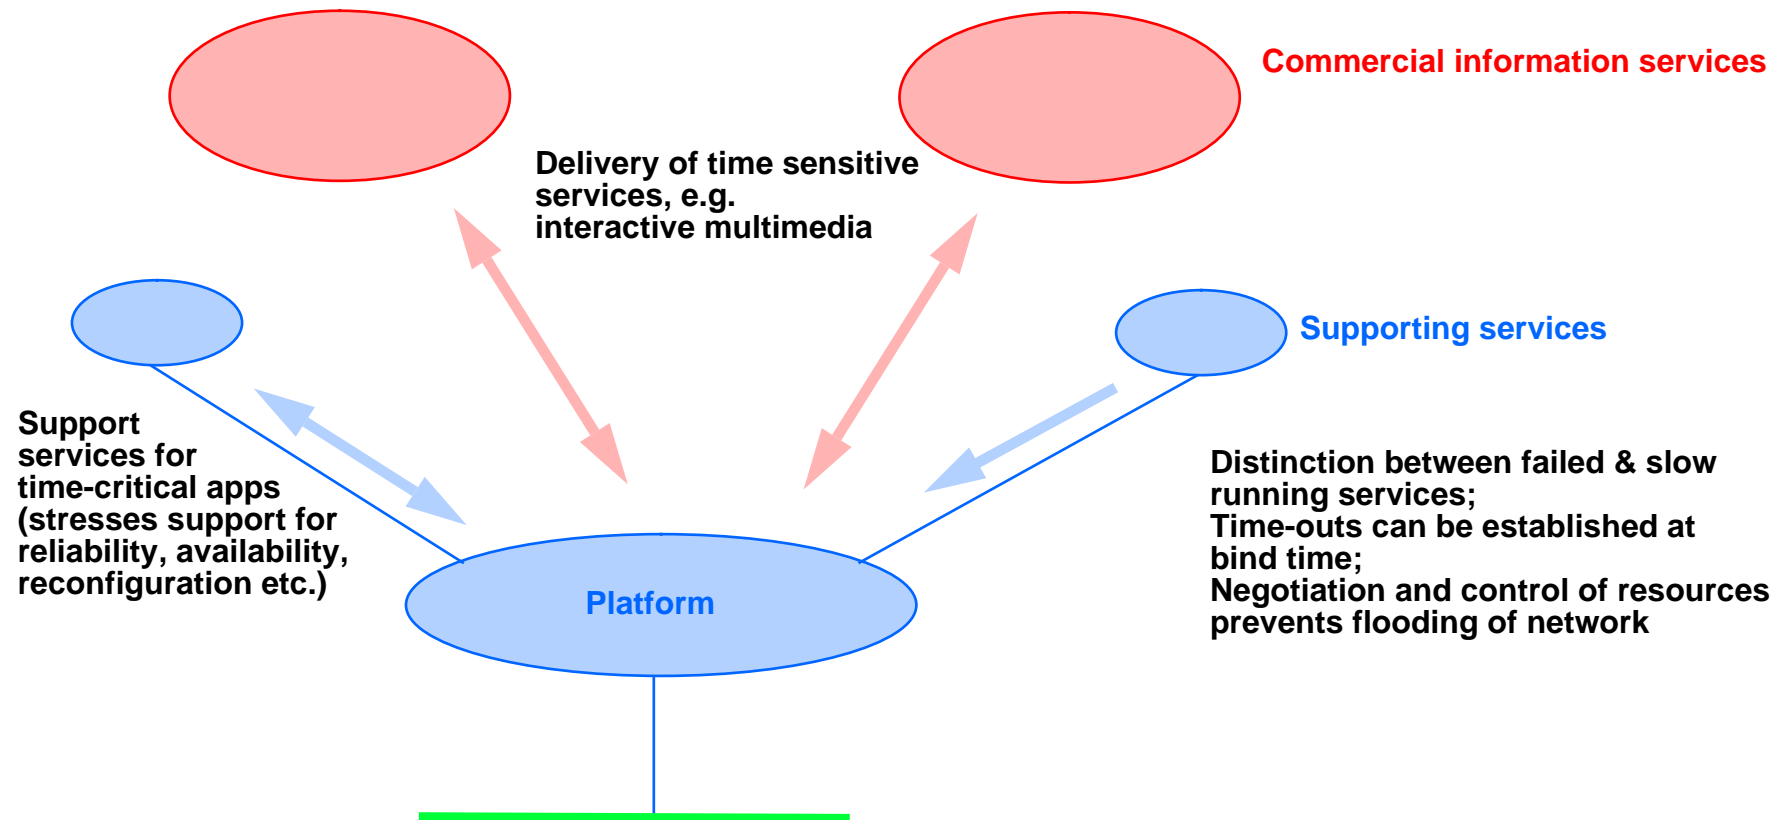 Commercial information services
Delivery of time sensitive
services, e.g.
interactive multimedia
Supporting services
Support
services for
time-critical apps
(stresses support for
reliability, availability,
reconfiguration etc.)
Distinction between failed & slow
running services;
Time-outs can be established at
bind time;
Negotiation and control of resources
prevents flooding of network
Platform